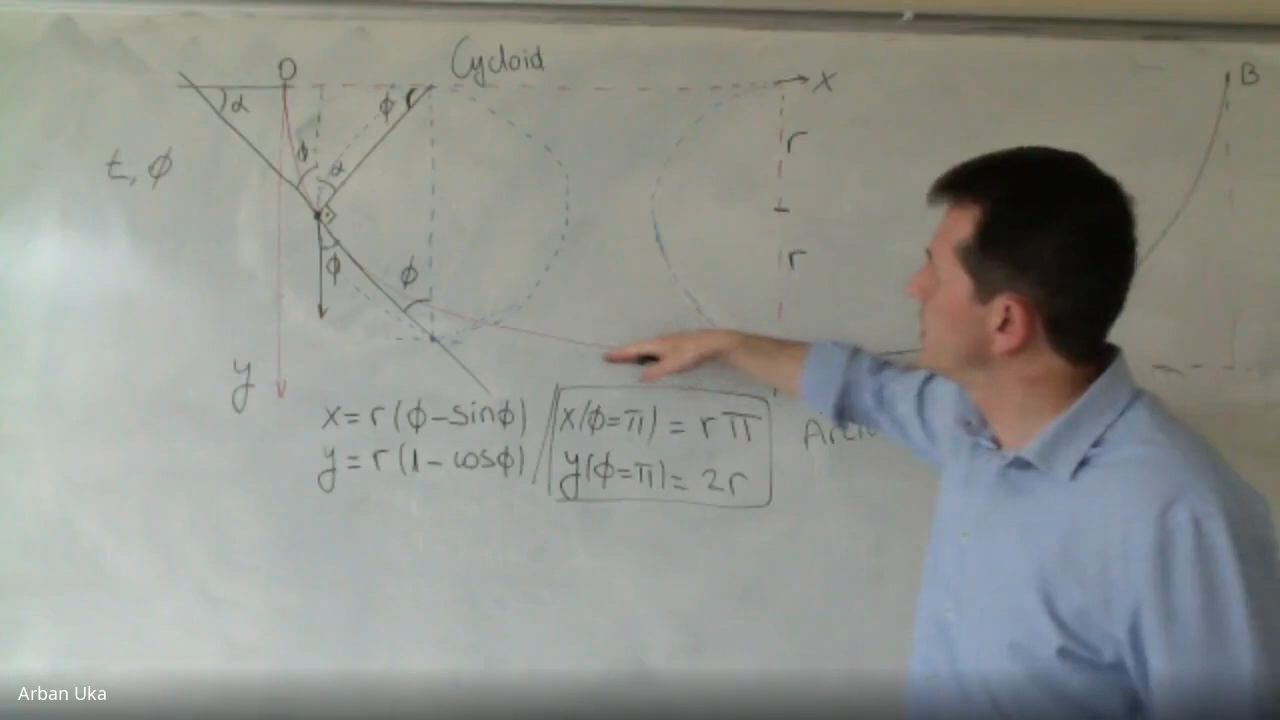 O
Cycloid
x
B
α
ϕ
r
t, ϕ
ϕ
α
ϕ
ϕ
r
y
x = r(ϕ-sinϕ)
y = r(1-cosϕ)
x(ϕ=π) = rπ
y(ϕ=π) = 2r
Arban Uka